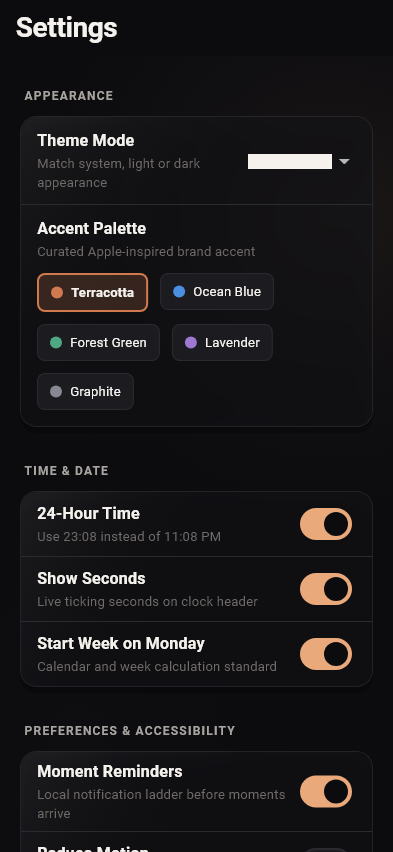 Settings
APPEARANCE
Theme Mode
Match system, light or dark
appearance
Accent Palette
Curated Apple-inspired brand accent
Terracotta
Ocean Blue
Forest Green
Lavender
Graphite
TIME & DATE
24-Hour Time
Use 23:08 instead of 11:08 PM
Show Seconds
Live ticking seconds on clock header
Start Week on Monday
Calendar and week calculation standard
PREFERENCES & ACCESSIBILITY
Moment Reminders
Local notification ladder before moments
arrive
Reduce Motion